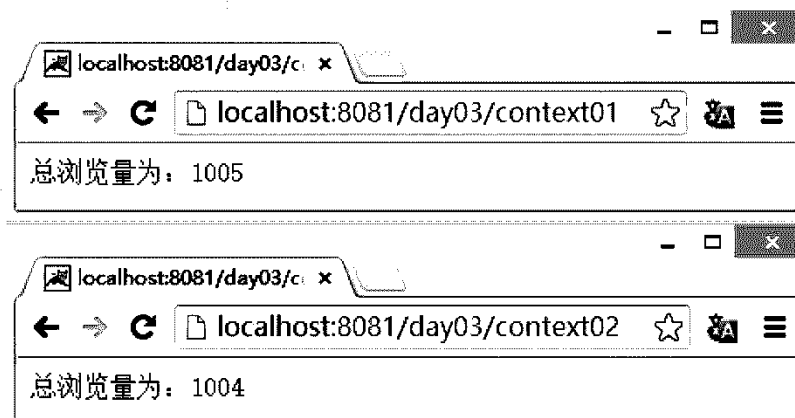 localhost:8081/day03/c
localhost:8081/day03/context01
总浏览量为：1005
localhost:8081/day03/c
localhost:8081/day03/context02
总浏览量为：1004